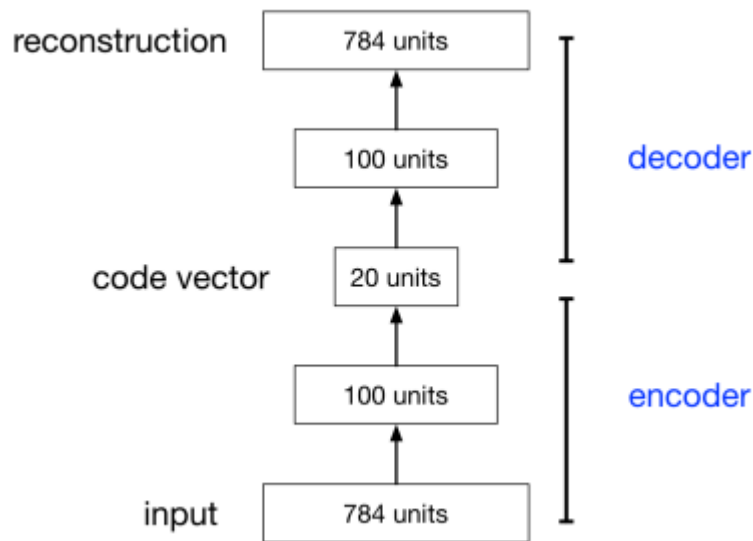 reconstruction
784 units
100 units
decoder
code vector
20 units
100 units
encoder
input
784 units